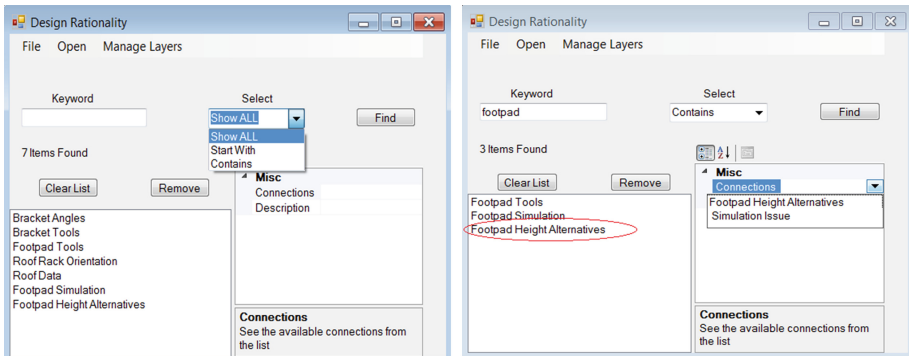 Design Rationality
File Open Manage Layers
Keyword Select
Show ALL Find
Show ALL
Start With
Contains
7 Items Found
Clear List Remove
Misc
Connections
Description
Bracket Angles
Bracket Tools
Footpad Tools
Roof Rack Orientation
Roof Data
Footpad Simulation
Footpad Height Alternatives
Connections
See the available connections from
the list
Design Rationality
File Open Manage Layers
Keyword Select
footpad Contains Find
3 Items Found
Clear List Remove
Misc
Connections
Footpad Height Alternatives
Simulation Issue
Footpad Tools
Footpad Simulation
Footpad Height Alternatives
Connections
See the available connections from
the list